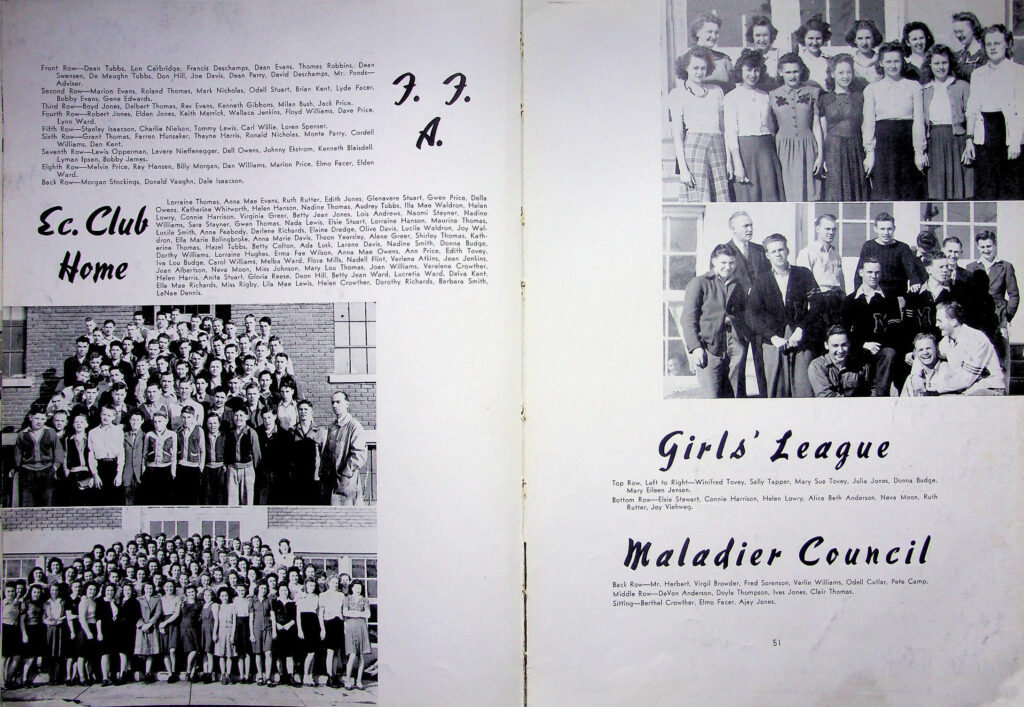 Front Row—Dean Tubbs, Lon Catbridge, Francis Deschamps, Dean Evans, Thomas Robbins, Dean
Swensen, De Maughn Tubbs, Don Hill, Joe Davis, Dean Parry, David Deschamps, Mr. Ponds—
Adviser.
Second Row—Marion Evans, Roland Thomas, Mark Nicholas, Odell Stuart, Brian Kent, Lyde Facer,
Bobby Evans, Gene Edwards.
Third Row—Boyd Jones, Delbert Thomas, Rex Evans, Kenneth Gibbons, Milen Bush, Jack Price.
Fourth Row—Robert Jones, Elden Jones, Keith Merrick, Wallace Jenkins, Floyd Williams, Dave Price,
Lynn Ward.
Fifth Row—Stanley Isaacson, Charlie Nielson, Tommy Lewis, Carl Willie, Loren Spenser.
Sixth Row—Grant Thomas, Farren Hunsaker, Thayne Harris, Ronald Nicholas, Monte Parry, Cordell
Williams, Dan Kent.
Seventh Row—Lewis Opperman, Lavere Nieffenegger, Dell Owens, Johnny Ekstrom, Kenneth Bleisdell
Lyman Ipsen, Bobby James.
Eighth Row—Melvin Price, Ray Hansen, Billy Morgan, Dan Williams, Marion Price, Elmo Facer, Eldon
Ward.
Back Row—Morgan Stockings, Donald Vaughn, Dale Isaacson.
F. F.
A.
Ec. Club
Home
Lorraine Thomas, Anna Mae Evans, Ruth Rutter, Edith Jones, Glenavera Stuart, Gwen Price, Della
Owens, Katherine Whitworth, Helen Hanson, Nadine Thomas, Audrey Tubbs, Illa Mae Waldron, Helen
Lowry, Connie Harrison, Virginia Greer, Betty Jean Jones, Lois Andrews, Naomi Stayner, Nadine
Williams, Sara Stayner, Gwen Thomas, Nada Lewis, Elsie Stuart, Lorraine Hanson, Maurine Thomas,
Lucile Smith, Anna Peabody, Darlene Richards, Elaine Dredge, Olive Davis, Lucile Waldron, Joy Wal-
dron, Ella Marie Bolingbroke, Anna Marie Davis, Theon Yearsley, Alene Greer, Shirley Thomas, Kath-
erine Thomas, Hazel Tubbs, Betty Colton, Ada Lusk, Larene Davis, Nadine Smith, Donna Budge,
Dorothy Williams, Lorraine Hughes, Erma Fae Wilson, Anna Mae Owens, Ann Price, Edith Tovey,
Iva Lou Budge, Carol Williams, Melba Ward, Flora Mills, Nadell Flint, Verlene Atkins, Jean Jenkins,
Jean Albertson, Neva Moon, Miss Johnson, Mary Lou Thomas, Joan Williams, Verelene Crowther,
Helen Harris, Anita Stuart, Gloria Reese, Deon Hill, Betty Jean Ward, Lucretia Ward, Delva Kent,
Ella Mae Richards, Miss Rigby, Lila Mae Lewis, Helen Crowther, Dorothy Richards, Barbara Smith,
LaNae Dennis.
Girls' League
Top Row, Left to Right—Winifred Tovey, Sally Tapper, Mary Sue Tovey, Julia Jones, Donna Budge,
Mary Eileen Jensen.
Bottom Row—Elsie Stewart, Connie Harrison, Helen Lowry, Alice Beth Anderson, Neva Moon, Ruth
Rutter, Joy Viehweg.
Maladier Council
Back Row—Mr. Herbert, Virgil Browder, Fred Sorenson, Verlin Williams, Odell Cutler, Pete Camp.
Middle Row—DeVon Anderson, Doyle Thompson, Ives Jones, Clair Thomas.
Sitting—Berthel Crowther, Elmo Facer, Ajay Jones.
51